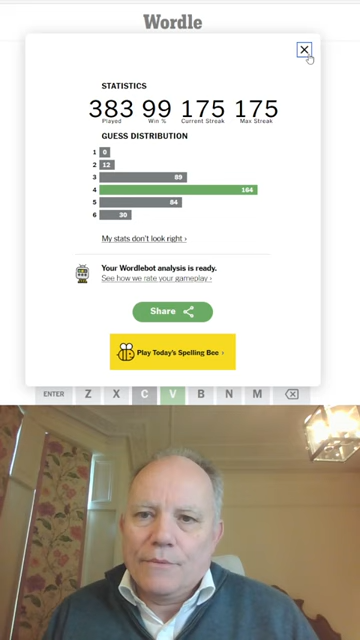 Wordle
STATISTICS
383 99 175 175
Played Win % Current Streak Max Streak
GUESS DISTRIBUTION
1 0
2 12
3 89
4 164
5 84
6 30
My stats don't look right ›
Your Wordlebot analysis is ready.
See how we rate your gameplay ›
Share
Play Today's Spelling Bee ›
ENTER Z X C V B N M